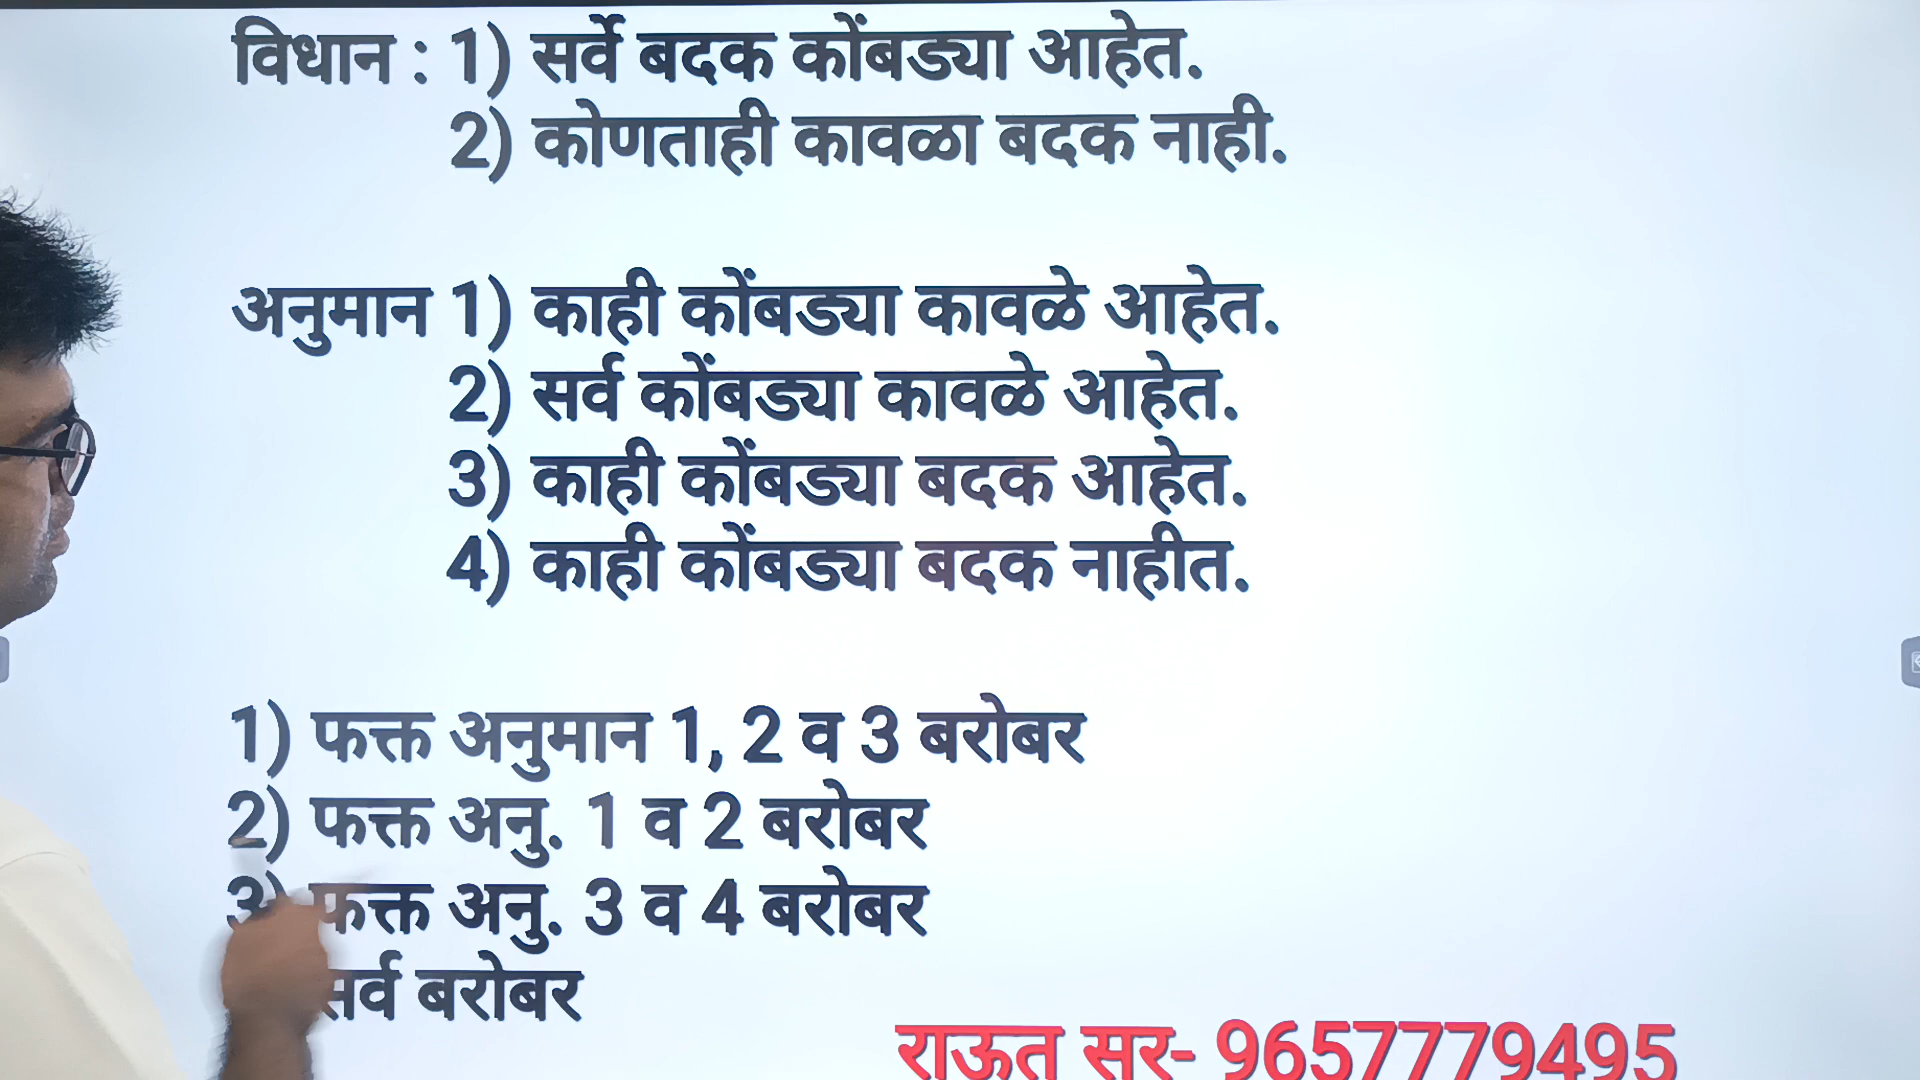 विधान : 1) सर्वे बदक कोंबड्या आहेत.
2) कोणताही कावळा बदक नाही.
अनुमान 1) काही कोंबड्या कावळे आहेत.
2) सर्व कोंबड्या कावळे आहेत.
3) काही कोंबड्या बदक आहेत.
4) काही कोंबड्या बदक नाहीत.
1) फक्त अनुमान 1, 2 व 3 बरोबर
2) फक्त अनु. 1 व 2 बरोबर
3) फक्त अनु. 3 व 4 बरोबर
सर्व बरोबर
राऊत सर- 9657779495